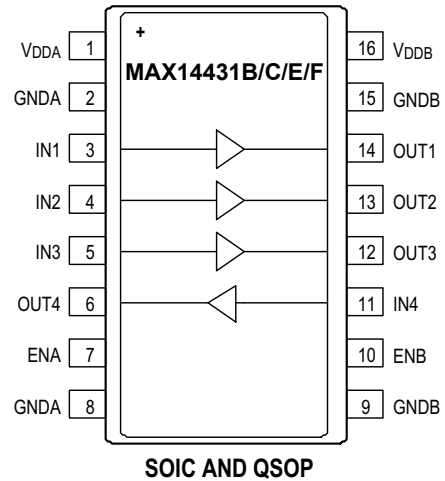 +
MAX14431B/C/E/F
VDDA 1 16 VDDB
GNDA 2 15 GNDB
IN1 3 14 OUT1
IN2 4 13 OUT2
IN3 5 12 OUT3
OUT4 6 11 IN4
ENA 7 10 ENB
GNDA 8 9 GNDB
SOIC AND QSOP